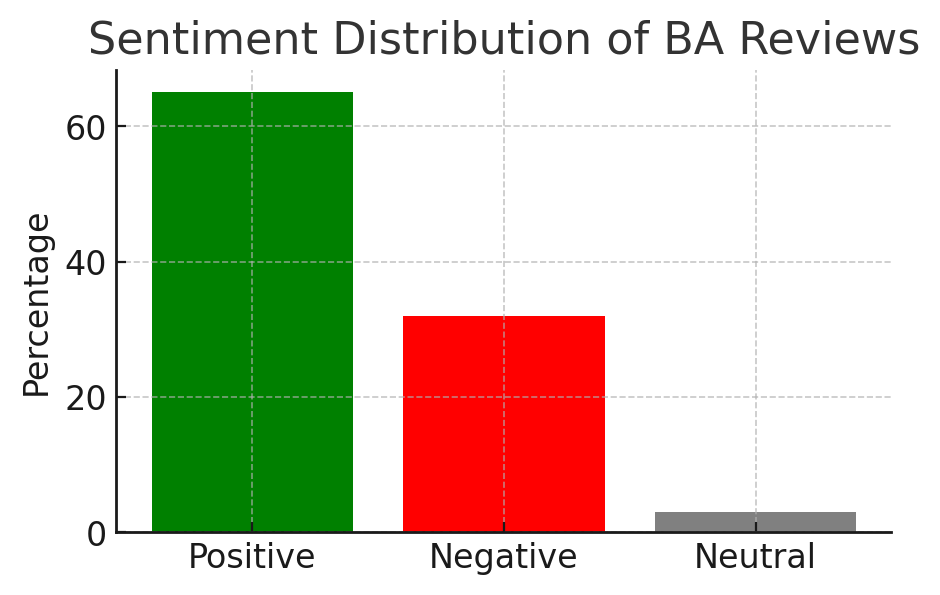 Sentiment Distribution of BA Reviews
Percentage
60
40
20
0
Positive Negative Neutral